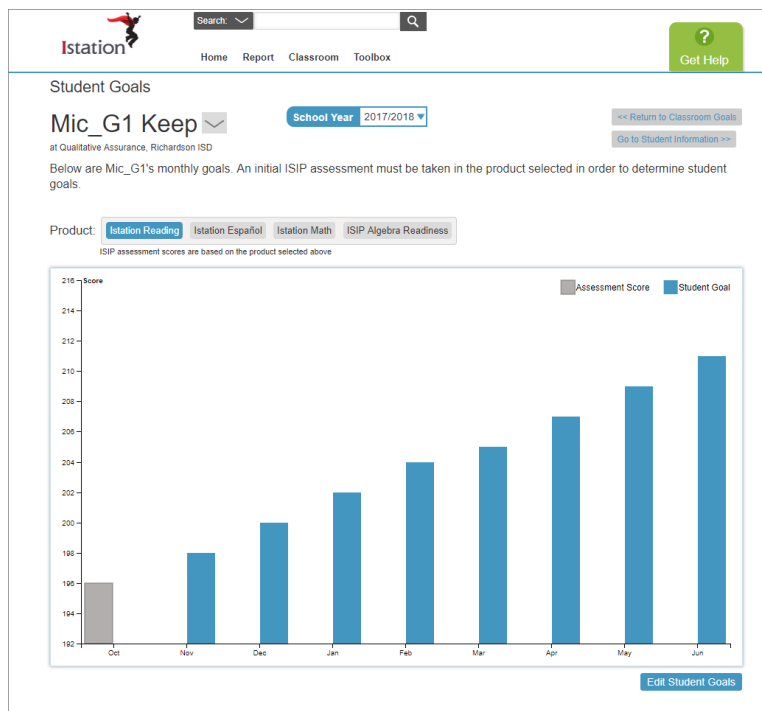 Istation
Search:
Home Report Classroom Toolbox
?
Get Help
Student Goals
Mic_G1 Keep
School Year 2017/2018
<< Return to Classroom Goals
at Qualitative Assurance, Richardson ISD
Go to Student Information >>
Below are Mic_G1's monthly goals. An initial ISIP assessment must be taken in the product selected in order to determine student
goals.
Product: Istation Reading Istation Español Istation Math ISIP Algebra Readiness
ISIP assessment scores are based on the product selected above
216 Score
Assessment Score Student Goal
214
212
210
208
206
204
202
200
198
196
194
192
Oct Nov Dec Jan Feb Mar Apr May Jun
Edit Student Goals